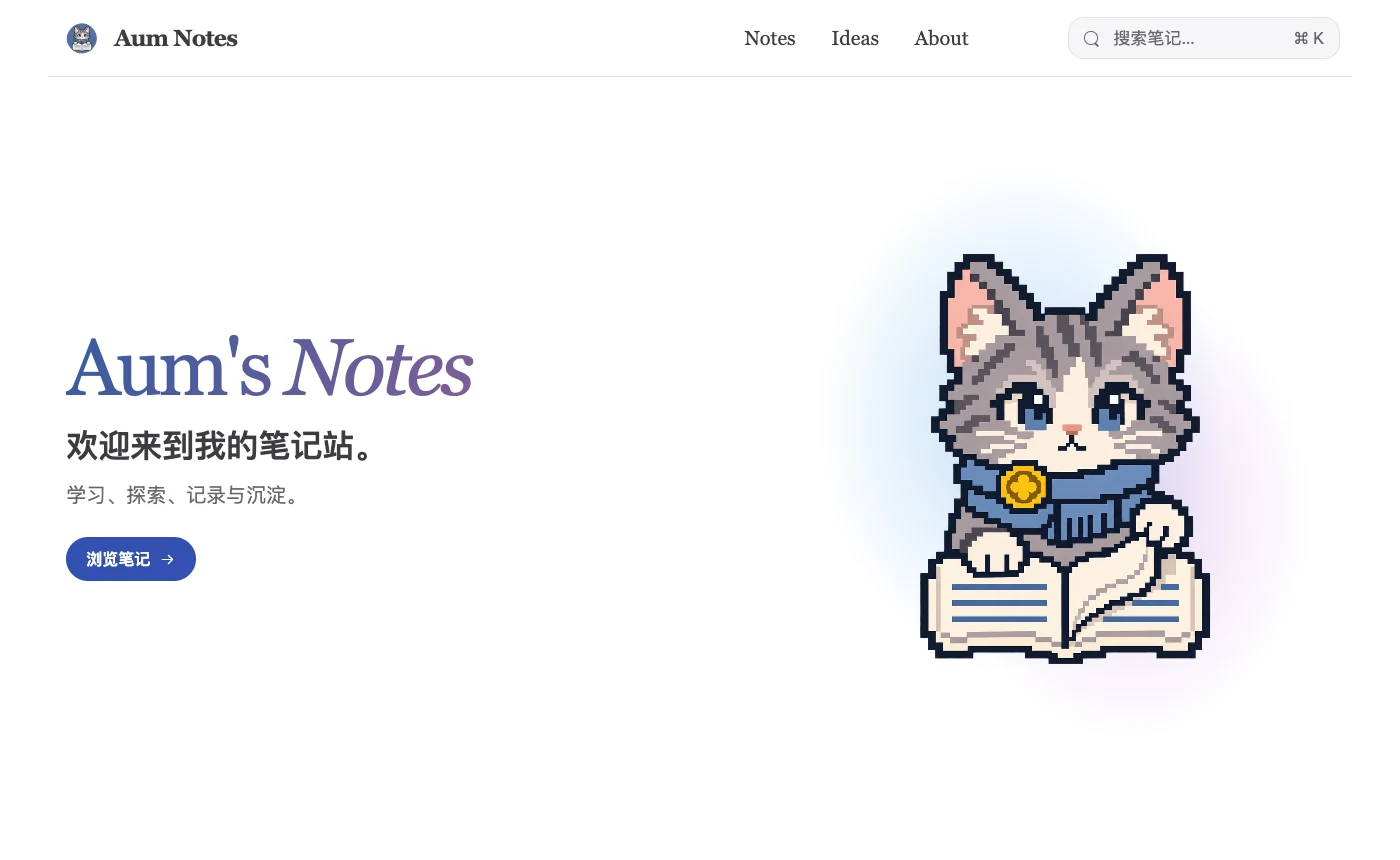 Aum Notes
Notes
Ideas
About
搜索笔记...
⌘ K
Aum's Notes
欢迎来到我的笔记站。
学习、探索、记录与沉淀。
浏览笔记 →